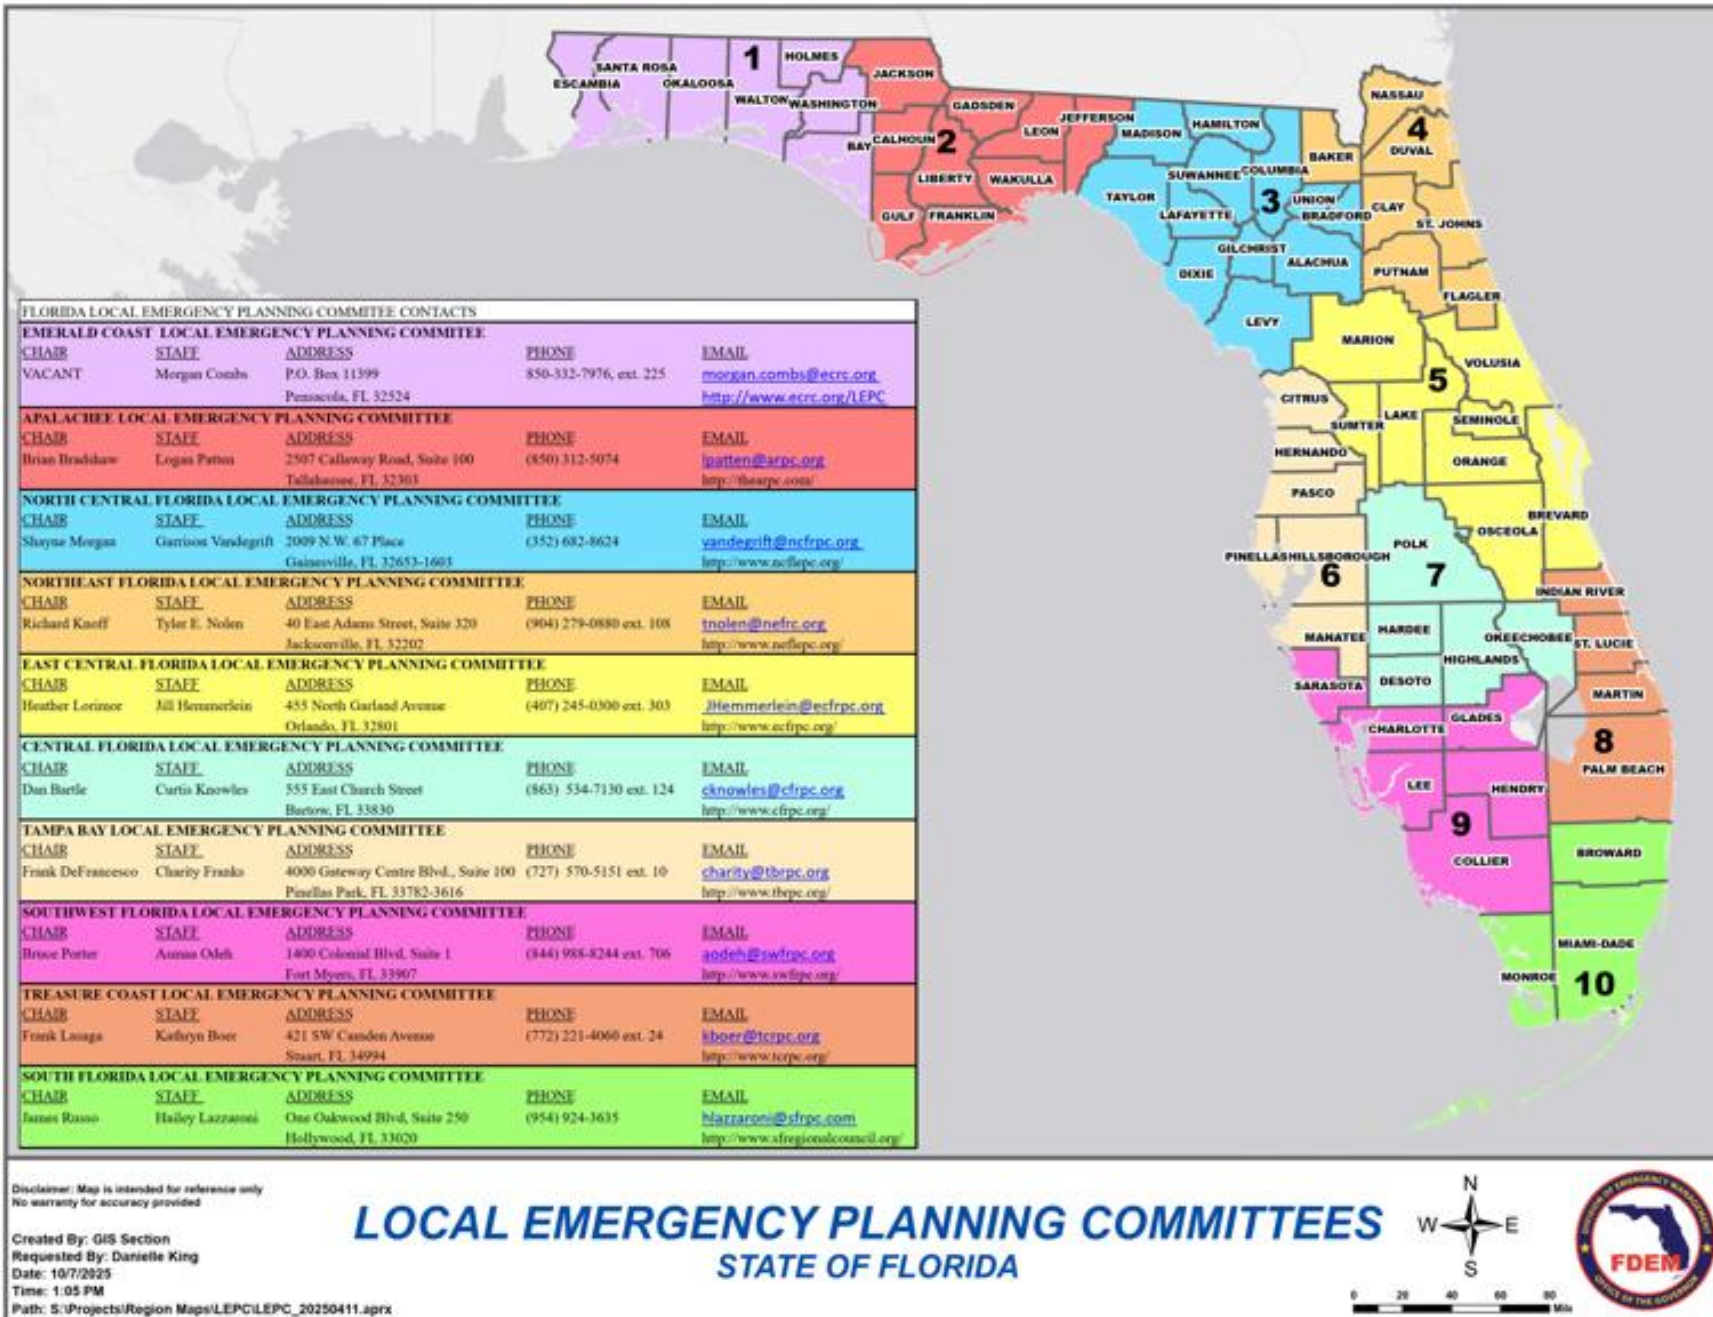 FLORIDA LOCAL EMERGENCY PLANNING COMMITEE CONTACTS
EMERALD COAST LOCAL EMERGENCY PLANNING COMMITEE
CHAIR STAFF ADDRESS PHONE EMAIL
VACANT Morgan Combs P.O. Box 11399 850-332-7976, ext. 225 morgan.combs@ecrc.org
Pensacola, FL 32524 http://www.ecrc.org/LEPC
APALACHEE LOCAL EMERGENCY PLANNING COMMITTEE
CHAIR STAFF ADDRESS PHONE EMAIL
Brian Bradshaw Logan Patten 2507 Callaway Road, Suite 100 (850) 312-5074 lpatten@arpc.org
Tallahassee, FL 32303 http://thearpc.com/
NORTH CENTRAL FLORIDA LOCAL EMERGENCY PLANNING COMMITTEE
CHAIR STAFF ADDRESS PHONE EMAIL
Shayne Morgan Garrison Vandegrift 2009 N.W. 67 Place (352) 682-8624 vandegrift@ncfrpc.org
Gainesville, FL 32653-1603 http://www.ncflepc.org/
NORTHEAST FLORIDA LOCAL EMERGENCY PLANNING COMMITTEE
CHAIR STAFF ADDRESS PHONE EMAIL
Richard Knoff Tyler E. Nolen 40 East Adams Street, Suite 320 (904) 279-0880 ext. 108 tnolen@nefrc.org
Jacksonville, FL 32202 http://www.neflepc.org/
EAST CENTRAL FLORIDA LOCAL EMERGENCY PLANNING COMMITTEE
CHAIR STAFF ADDRESS PHONE EMAIL
Heather Lorimor Jill Hemmerlein 455 North Garland Avenue (407) 245-0300 ext. 303 JHemmerlein@ecfrpc.org
Orlando, FL 32801 http://www.ecfrpc.org/
CENTRAL FLORIDA LOCAL EMERGENCY PLANNING COMMITTEE
CHAIR STAFF ADDRESS PHONE EMAIL
Dan Curtis Knowles 555 East Church Street (863) 534-7130 ext. 124 cknowles@cfrpc.org
Bartow, FL 33830 http://www.cfrpc.org/
TAMPA BAY LOCAL EMERGENCY PLANNING COMMITTEE
CHAIR STAFF ADDRESS PHONE EMAIL
Frank DeFrancesco Charity Franks 4000 Gateway Centre Blvd., Suite 100 (727) 570-5151 ext. 10 charity@tbrpc.org
Pinellas Park, FL 33782-3616 http://www.tbrpc.org/
SOUTHWEST FLORIDA LOCAL EMERGENCY PLANNING COMMITTEE
CHAIR STAFF ADDRESS PHONE EMAIL
Bruce Porter Odeh 1400 Colonial Blvd, Suite 1 (844) 988-8244 ext. 706 aodeh@swfrpc.org
Fort Myers, FL 33907 http://www.swfrpc.org/
TREASURE COAST LOCAL EMERGENCY PLANNING COMMITTEE
CHAIR STAFF ADDRESS PHONE EMAIL
Frank Kathryn Boer 421 SW Camden Avenue (772) 221-4060 ext. 24 kboer@tcrpc.org
Stuart, FL 34994 http://www.tcrpc.org/
SOUTH FLORIDA LOCAL EMERGENCY PLANNING COMMITTEE
CHAIR STAFF ADDRESS PHONE EMAIL
James Russo Hailey Lazzaroni One Oakwood Blvd, Suite 250 (954) 924-3635 hlazzaroni@sfrpc.com
Hollywood, FL 33020 http://www.sfregionalcouncil.org/
ESCAMBIA
SANTA ROSA
OKALOOSA
1
WALTON
HOLMES
WASHINGTON
BAY
JACKSON
CALHOUN
2
GADSDEN
LEON
JEFFERSON
LIBERTY
WAKULLA
GULF
FRANKLIN
MADISON
HAMILTON
TAYLOR
SUWANNEE
COLUMBIA
LAFAYETTE
3
UNION
BRADFORD
GILCHRIST
DIXIE
ALACHUA
LEVY
NASSAU
4
DUVAL
BAKER
CLAY
ST. JOHNS
PUTNAM
FLAGLER
MARION
VOLUSIA
5
LAKE
SUMTER
SEMINOLE
ORANGE
BREVARD
OSCEOLA
CITRUS
HERNANDO
PASCO
PINELLAS
HILLSBOROUGH
6
MANATEE
POLK
7
HARDEE
OKEECHOBEE
HIGHLANDS
DESOTO
INDIAN RIVER
ST. LUCIE
MARTIN
8
PALM BEACH
SARASOTA
CHARLOTTE
GLADES
LEE
HENDRY
9
COLLIER
BROWARD
MIAMI-DADE
MONROE
10
Disclaimer: Map is intended for reference only
No warranty for accuracy provided
Created By: GIS Section
Requested By: Danielle King
Date: 10/7/2025
Time: 1:05 PM
Path: S:\Projects\Region Maps\LEPC\LEPC_20250411.aprx
LOCAL EMERGENCY PLANNING COMMITTEES
STATE OF FLORIDA
N
W E
S
0 20 40 60 80
Mile
DIVISION OF EMERGENCY MANAGEMENT
FDEM
OFFICE OF THE GOVERNOR